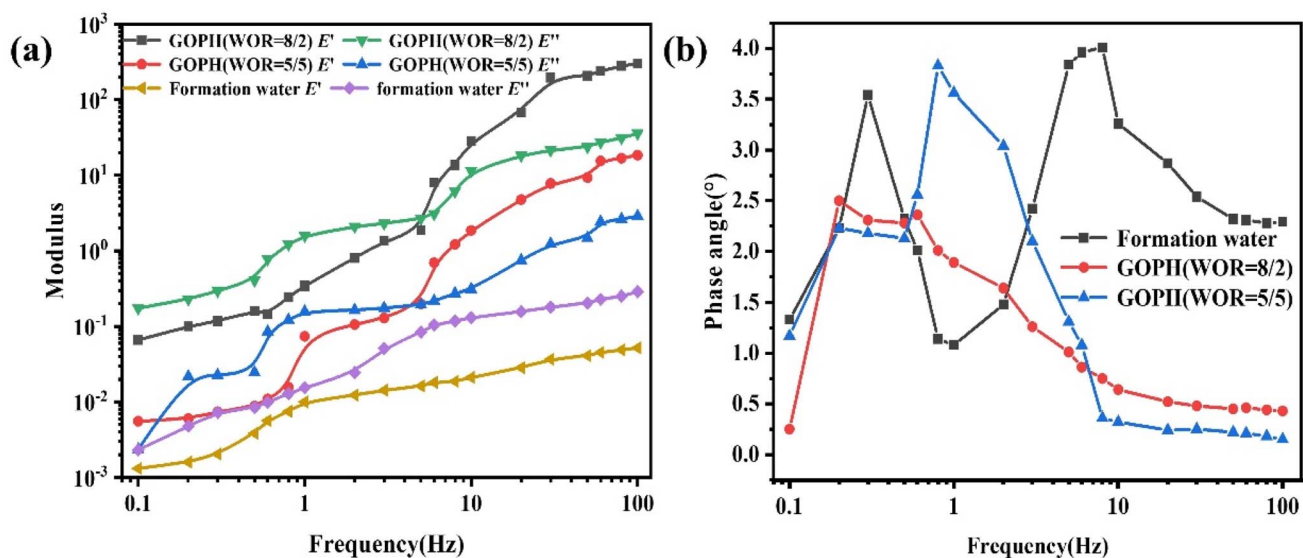 (a)
GOPH(WOR=8/2) E'
GOPH(WOR=8/2) E''
GOPH(WOR=5/5) E'
GOPH(WOR=5/5) E''
Formation water E'
formation water E''
10³
10²
10¹
10⁰
10⁻¹
10⁻²
10⁻³
Modulus
0.1
1
10
100
Frequency(Hz)
(b)
4.0
3.5
3.0
2.5
2.0
1.5
1.0
0.5
0.0
Phase angle(°)
Formation water
GOPH(WOR=8/2)
GOPH(WOR=5/5)
0.1
1
10
100
Frequency(Hz)